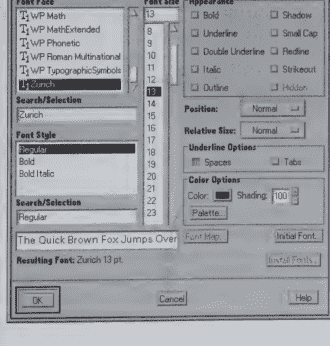 Font Face
WP Math
WP MathExtended
WP Phonetic
WP Roman Multinational
WP TypographicSymbols
Zurich
Search/Selection
Zurich
Font Style
Regular
Bold
Bold Italic
Search/Selection
Regular
Font Size
13
8
9
10
11
12
13
14
15
16
17
18
19
20
21
22
23
Appearance
Bold
Shadow
Underline
Small Cap
Double Underline
Redline
Italic
Strikeout
Outline
Hidden
Position:
Normal
Relative Size:
Normal
Underline Options
Spaces
Tabs
Color Options
Color:
Shading:
100
Palette...
The Quick Brown Fox Jumps Over
Font Map...
Initial Font...
Resulting Font: Zurich 13 pt.
Install Fonts...
OK
Cancel
Help